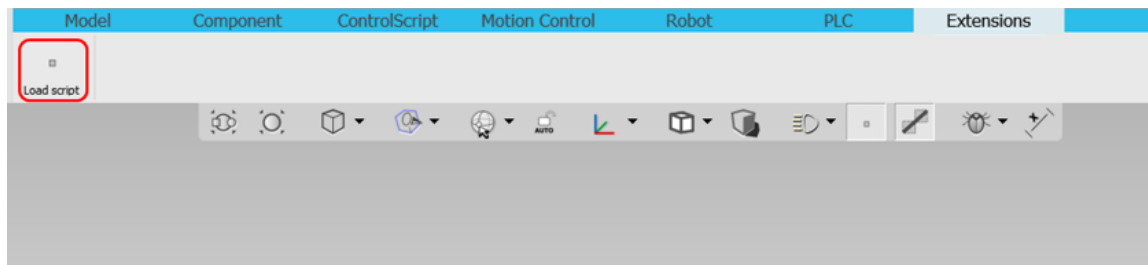 Model Component ControlScript Motion Control Robot PLC Extensions
Load script
AUTO